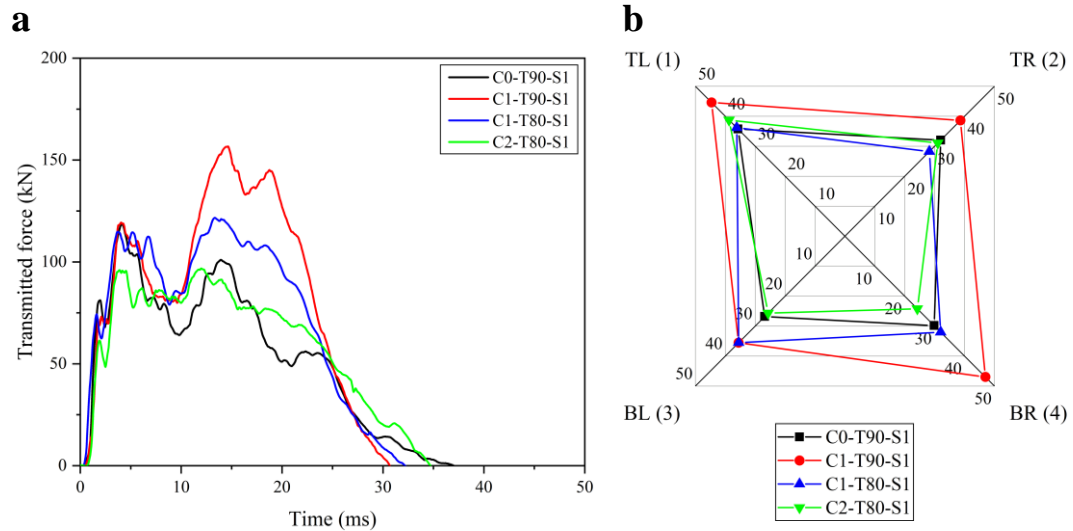 a
b
200
150
100
50
0
Transmitted force (kN)
0 10 20 30 40 50
Time (ms)
C0-T90-S1
C1-T90-S1
C1-T80-S1
C2-T80-S1
TL (1)
TR (2)
50
50
40
40
30
30
20
20
10
10
10
10
20
20
30
30
40
40
50
50
BL (3)
BR (4)
C0-T90-S1
C1-T90-S1
C1-T80-S1
C2-T80-S1